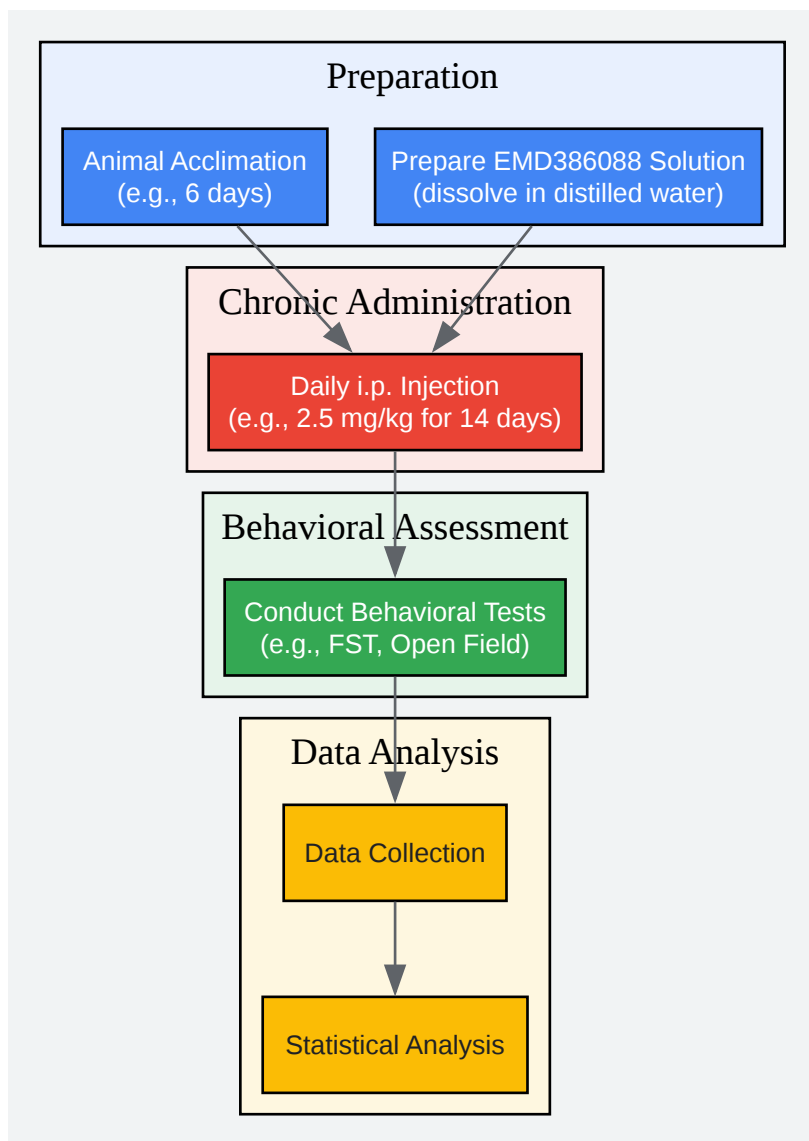 Preparation
Animal Acclimation
(e.g., 6 days)
Prepare EMD386088 Solution
(dissolve in distilled water)
Chronic Administration
Daily i.p. Injection
(e.g., 2.5 mg/kg for 14 days)
Behavioral Assessment
Conduct Behavioral Tests
(e.g., FST, Open Field)
Data Analysis
Data Collection
Statistical Analysis